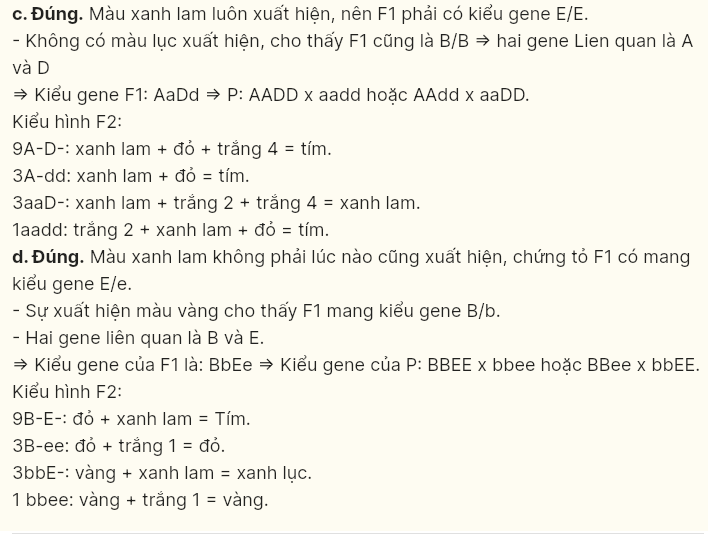 c. Đúng. Màu xanh lam luôn xuất hiện, nên F1 phải có kiểu gene E/E.
- Không có màu lục xuất hiện, cho thấy F1 cũng là B/B ⇒ hai gene Lien quan là A
và D
⇒ Kiểu gene F1: AaDd ⇒ P: AADD x aadd hoặc AAdd x aaDD.
Kiểu hình F2:
9A-D-: xanh lam + đỏ + trắng 4 = tím.
3A-dd: xanh lam + đỏ = tím.
3aaD-: xanh lam + trắng 2 + trắng 4 = xanh lam.
1aadd: trắng 2 + xanh lam + đỏ = tím.
d. Đúng. Màu xanh lam không phải lúc nào cũng xuất hiện, chứng tỏ F1 có mang
kiểu gene E/e.
- Sự xuất hiện màu vàng cho thấy F1 mang kiểu gene B/b.
- Hai gene liên quan là B và E.
⇒ Kiểu gene của F1 là: BbEe ⇒ Kiểu gene của P: BBEE x bbee hoặc BBee x bbEE.
Kiểu hình F2:
9B-E-: đỏ + xanh lam = Tím.
3B-ee: đỏ + trắng 1 = đỏ.
3bbE-: vàng + xanh lam = xanh lục.
1 bbee: vàng + trắng 1 = vàng.